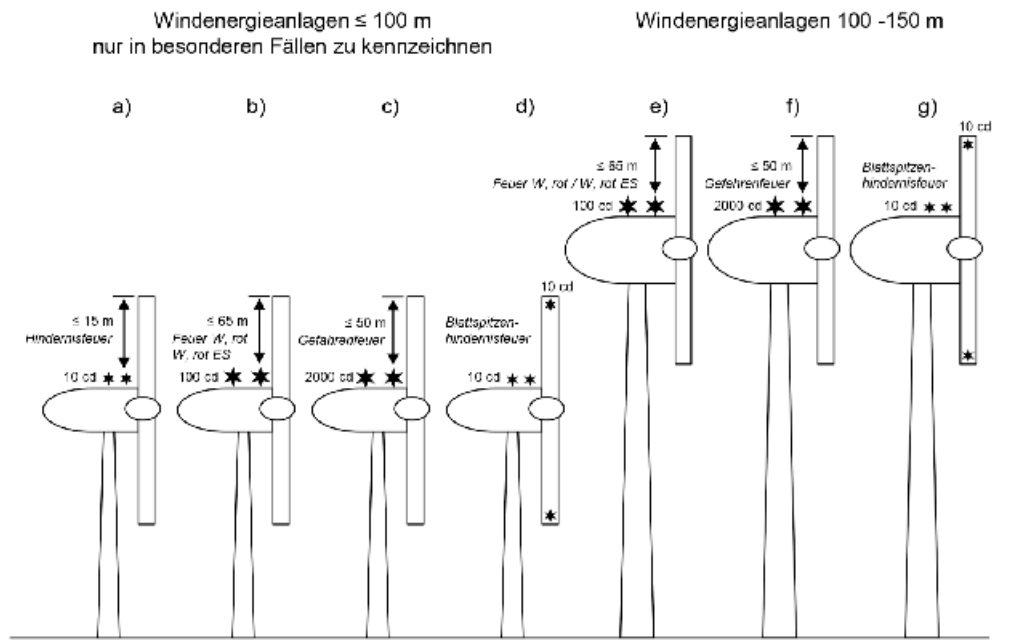 Windenergieanlagen ≤ 100 m
nur in besonderen Fällen zu kennzeichnen
Windenergieanlagen 100 -150 m
a)
b)
c)
d)
e)
f)
g)
≤ 15 m
Hindernisfeuer
10 cd
≤ 65 m
Feuer W, rot
W, rot ES
100 cd
≤ 50 m
Gefahrenfeuer
2000 cd
10 cd
Blattspitzen-
hindernisfeuer
10 cd
≤ 65 m
Feuer W, rot / W, rot ES
100 cd
≤ 50 m
Gefahrenfeuer
2000 cd
10 cd
Blattspitzen-
hindernisfeuer
10 cd